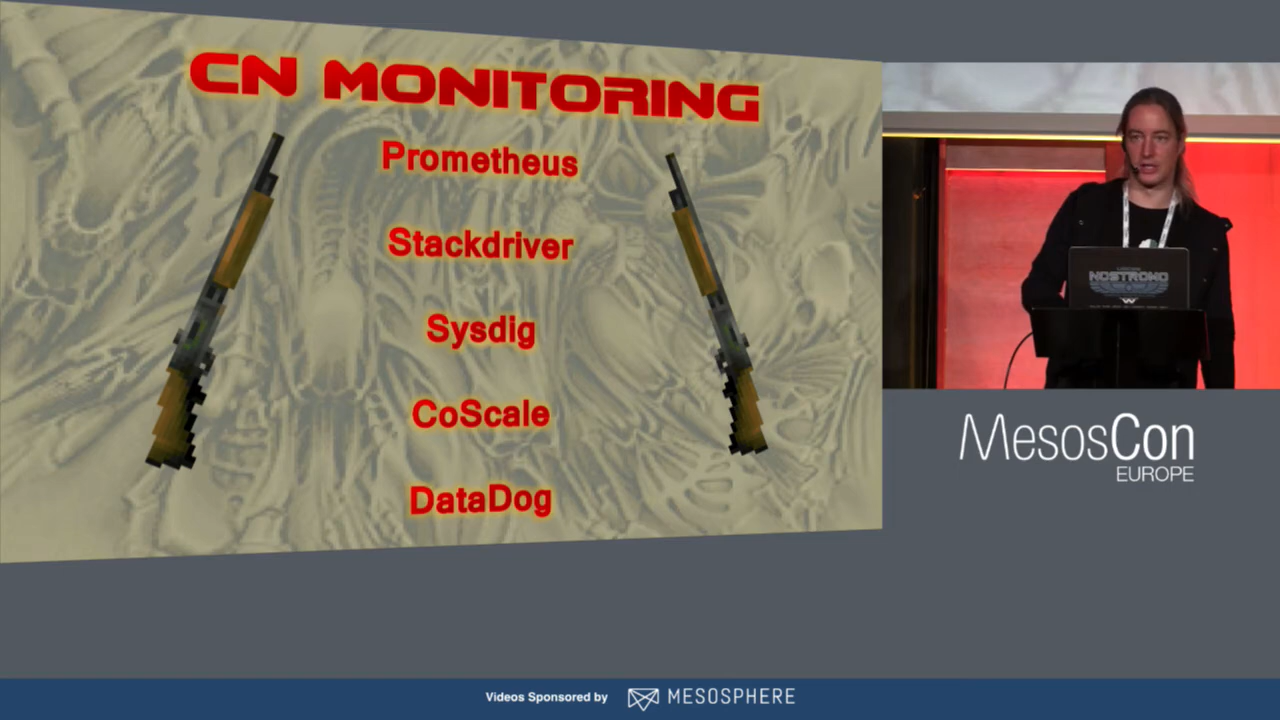 CN MONITORING
Prometheus
Stackdriver
Sysdig
CoScale
DataDog
NOSTROMO
MesosCon
EUROPE
Videos Sponsored by MESOSPHERE